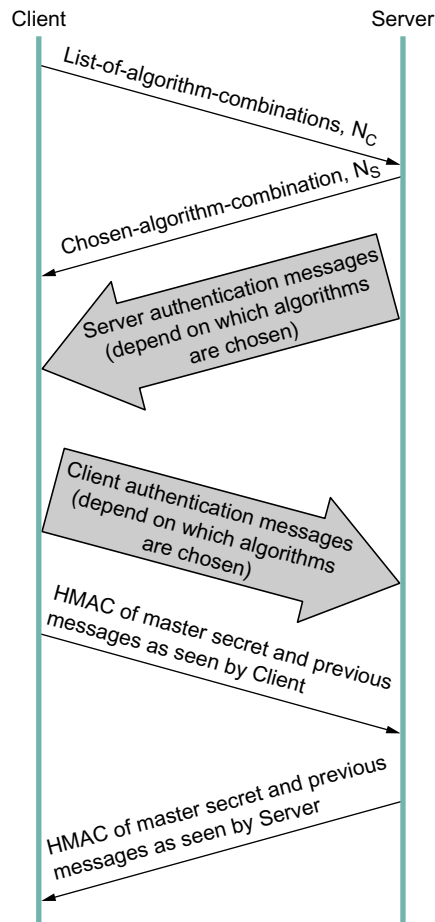 Client
Server
List-of-algorithm-combinations, N_C
Chosen-algorithm-combination, N_S
Server authentication messages
(depend on which algorithms
are chosen)
Client authentication messages
(depend on which algorithms
are chosen)
HMAC of master secret and previous
messages as seen by Client
HMAC of master secret and previous
messages as seen by Server